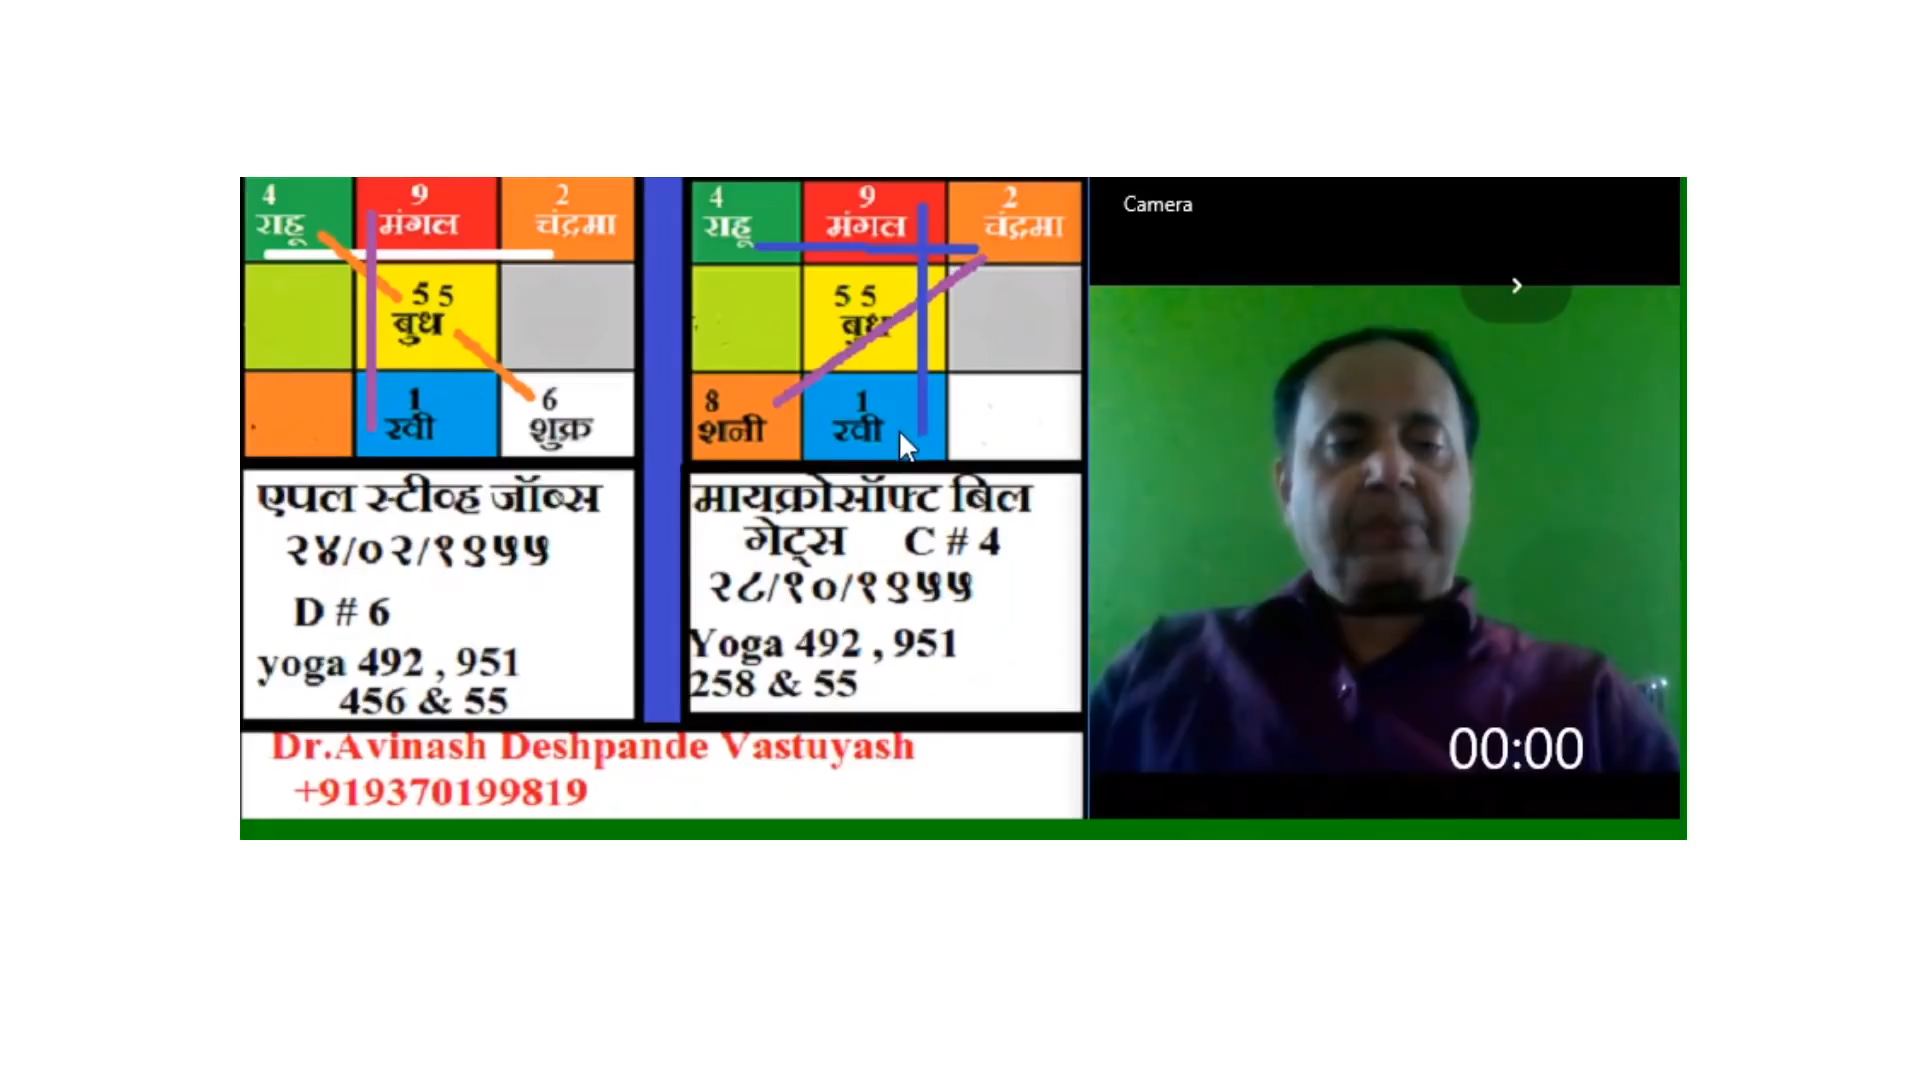 4 राहू
9 मंगल
2 चंद्रमा
5 5 बुध
1 रवी
6 शुक्र
एपल स्टीव्ह जॉब्स
२४/०२/१९५५
D # 6
yoga 492 , 951
456 & 55
4 राहू
9 मंगल
2 चंद्रमा
5 5 बुध
8 शनी
1 रवी
मायक्रोसॉफ्ट बिल
गेट्स C # 4
२८/१०/१९५५
Yoga 492 , 951
258 & 55
Dr.Avinash Deshpande Vastuyash
+919370199819
Camera
00:00